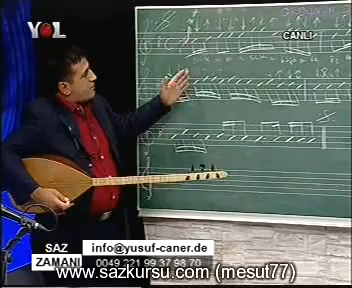 YOL
CANLI
SAZ
ZAMANI
info@yusuf-caner.de
0049 221 99 37 98 70
www.sazkursu.com (mesut77)